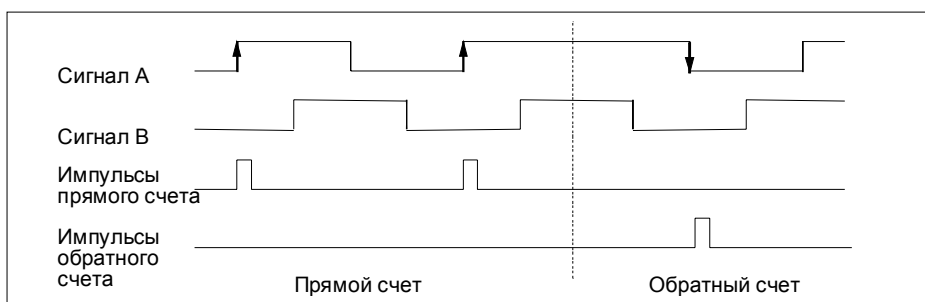 Сигнал A
Сигнал B
Импульсы
прямого счета
Импульсы
обратного
счета
Прямой счет
Обратный счет